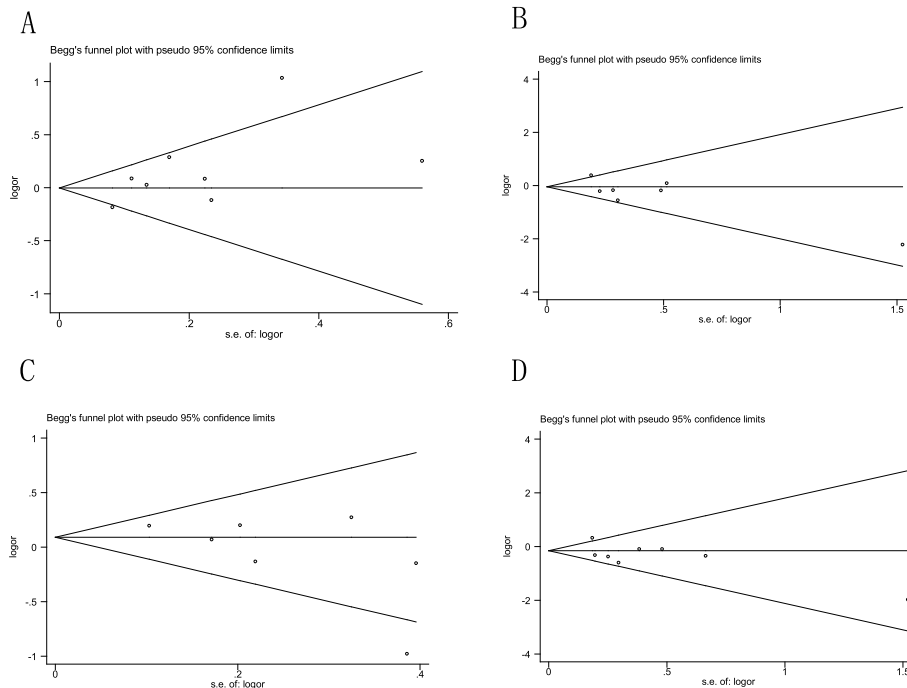 A
Begg's funnel plot with pseudo 95% confidence limits
1
.5
0
-.5
-1
logor
0
.2
.4
.6
s.e. of: logor
B
Begg's funnel plot with pseudo 95% confidence limits
4
2
0
-2
-4
logor
0
.5
1
1.5
s.e. of: logor
C
Begg's funnel plot with pseudo 95% confidence limits
1
.5
0
-.5
-1
logor
0
.2
.4
s.e. of: logor
D
Begg's funnel plot with pseudo 95% confidence limits
4
2
0
-2
-4
logor
0
.5
1
1.5
s.e. of: logor